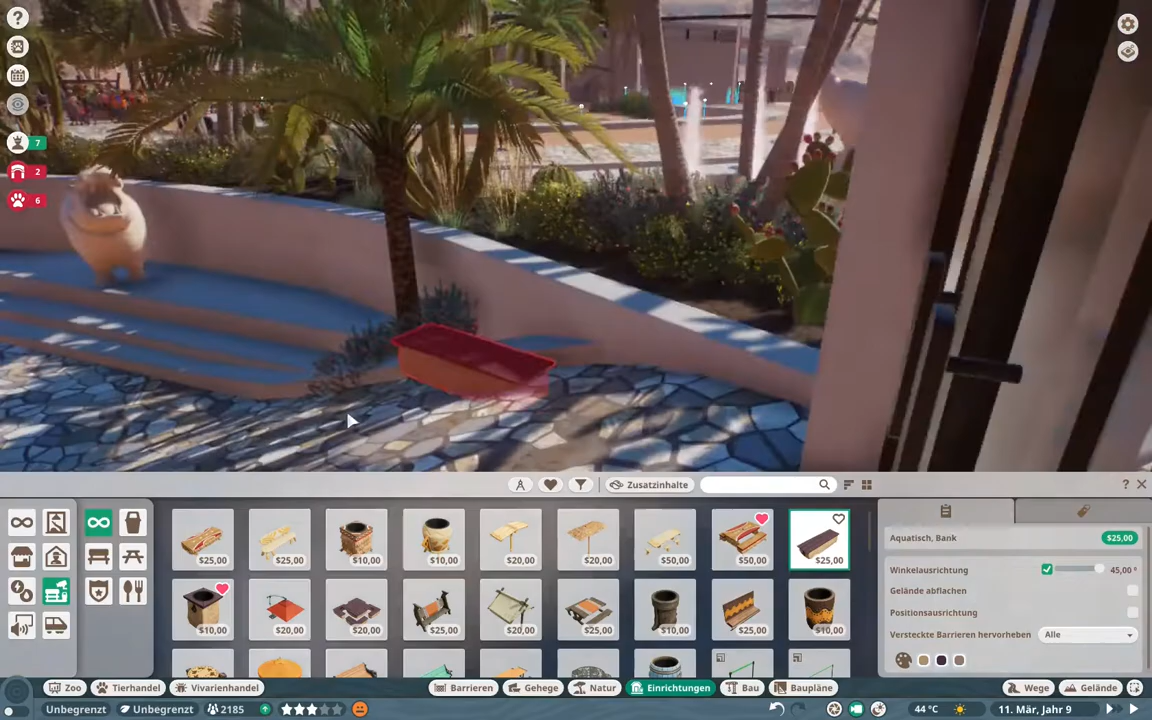 ?
7
2
6
Zusatzinhalte
? ×
$25,00 $25,00 $10,00 $10,00 $20,00 $20,00 $50,00 $50,00 $25,00
$10,00 $20,00 $20,00 $25,00 $20,00 $25,00 $10,00 $25,00 $10,00
Aquatisch, Bank $25,00
Winkelausrichtung 45,00 °
Gelände abflachen
Positionsausrichtung
Versteckte Barrieren hervorheben Alle
Zoo Tierhandel Vivarienhandel Barrieren Gehege Natur Einrichtungen Bau Baupläne Wege Gelände
Unbegrenzt Unbegrenzt 2185 44 °C 11. Mär, Jahr 9